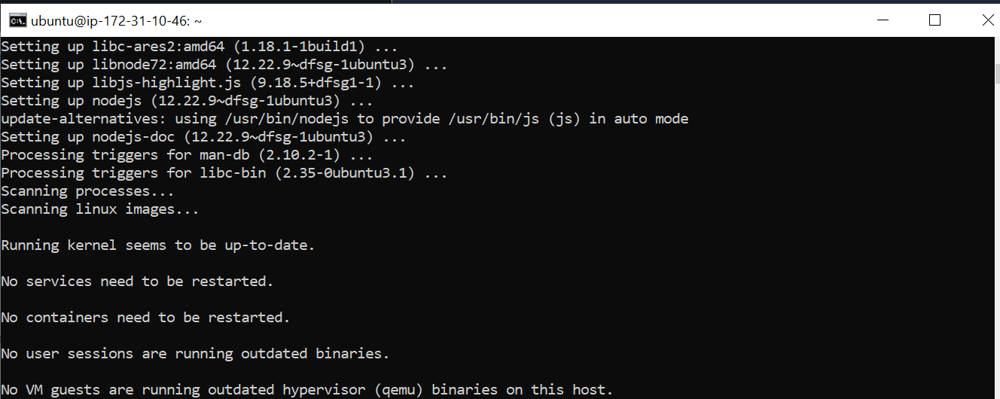 ubuntu@ip-172-31-10-46: ~
Setting up libc-ares2:amd64 (1.18.1-1build1) ...
Setting up libnode72:amd64 (12.22.9~dfsg-1ubuntu3) ...
Setting up libjs-highlight.js (9.18.5+dfsg1-1) ...
Setting up nodejs (12.22.9~dfsg-1ubuntu3) ...
update-alternatives: using /usr/bin/nodejs to provide /usr/bin/js (js) in auto mode
Setting up nodejs-doc (12.22.9~dfsg-1ubuntu3) ...
Processing triggers for man-db (2.10.2-1) ...
Processing triggers for libc-bin (2.35-0ubuntu3.1) ...
Scanning processes...
Scanning linux images...
Running kernel seems to be up-to-date.
No services need to be restarted.
No containers need to be restarted.
No user sessions are running outdated binaries.
No VM guests are running outdated hypervisor (qemu) binaries on this host.